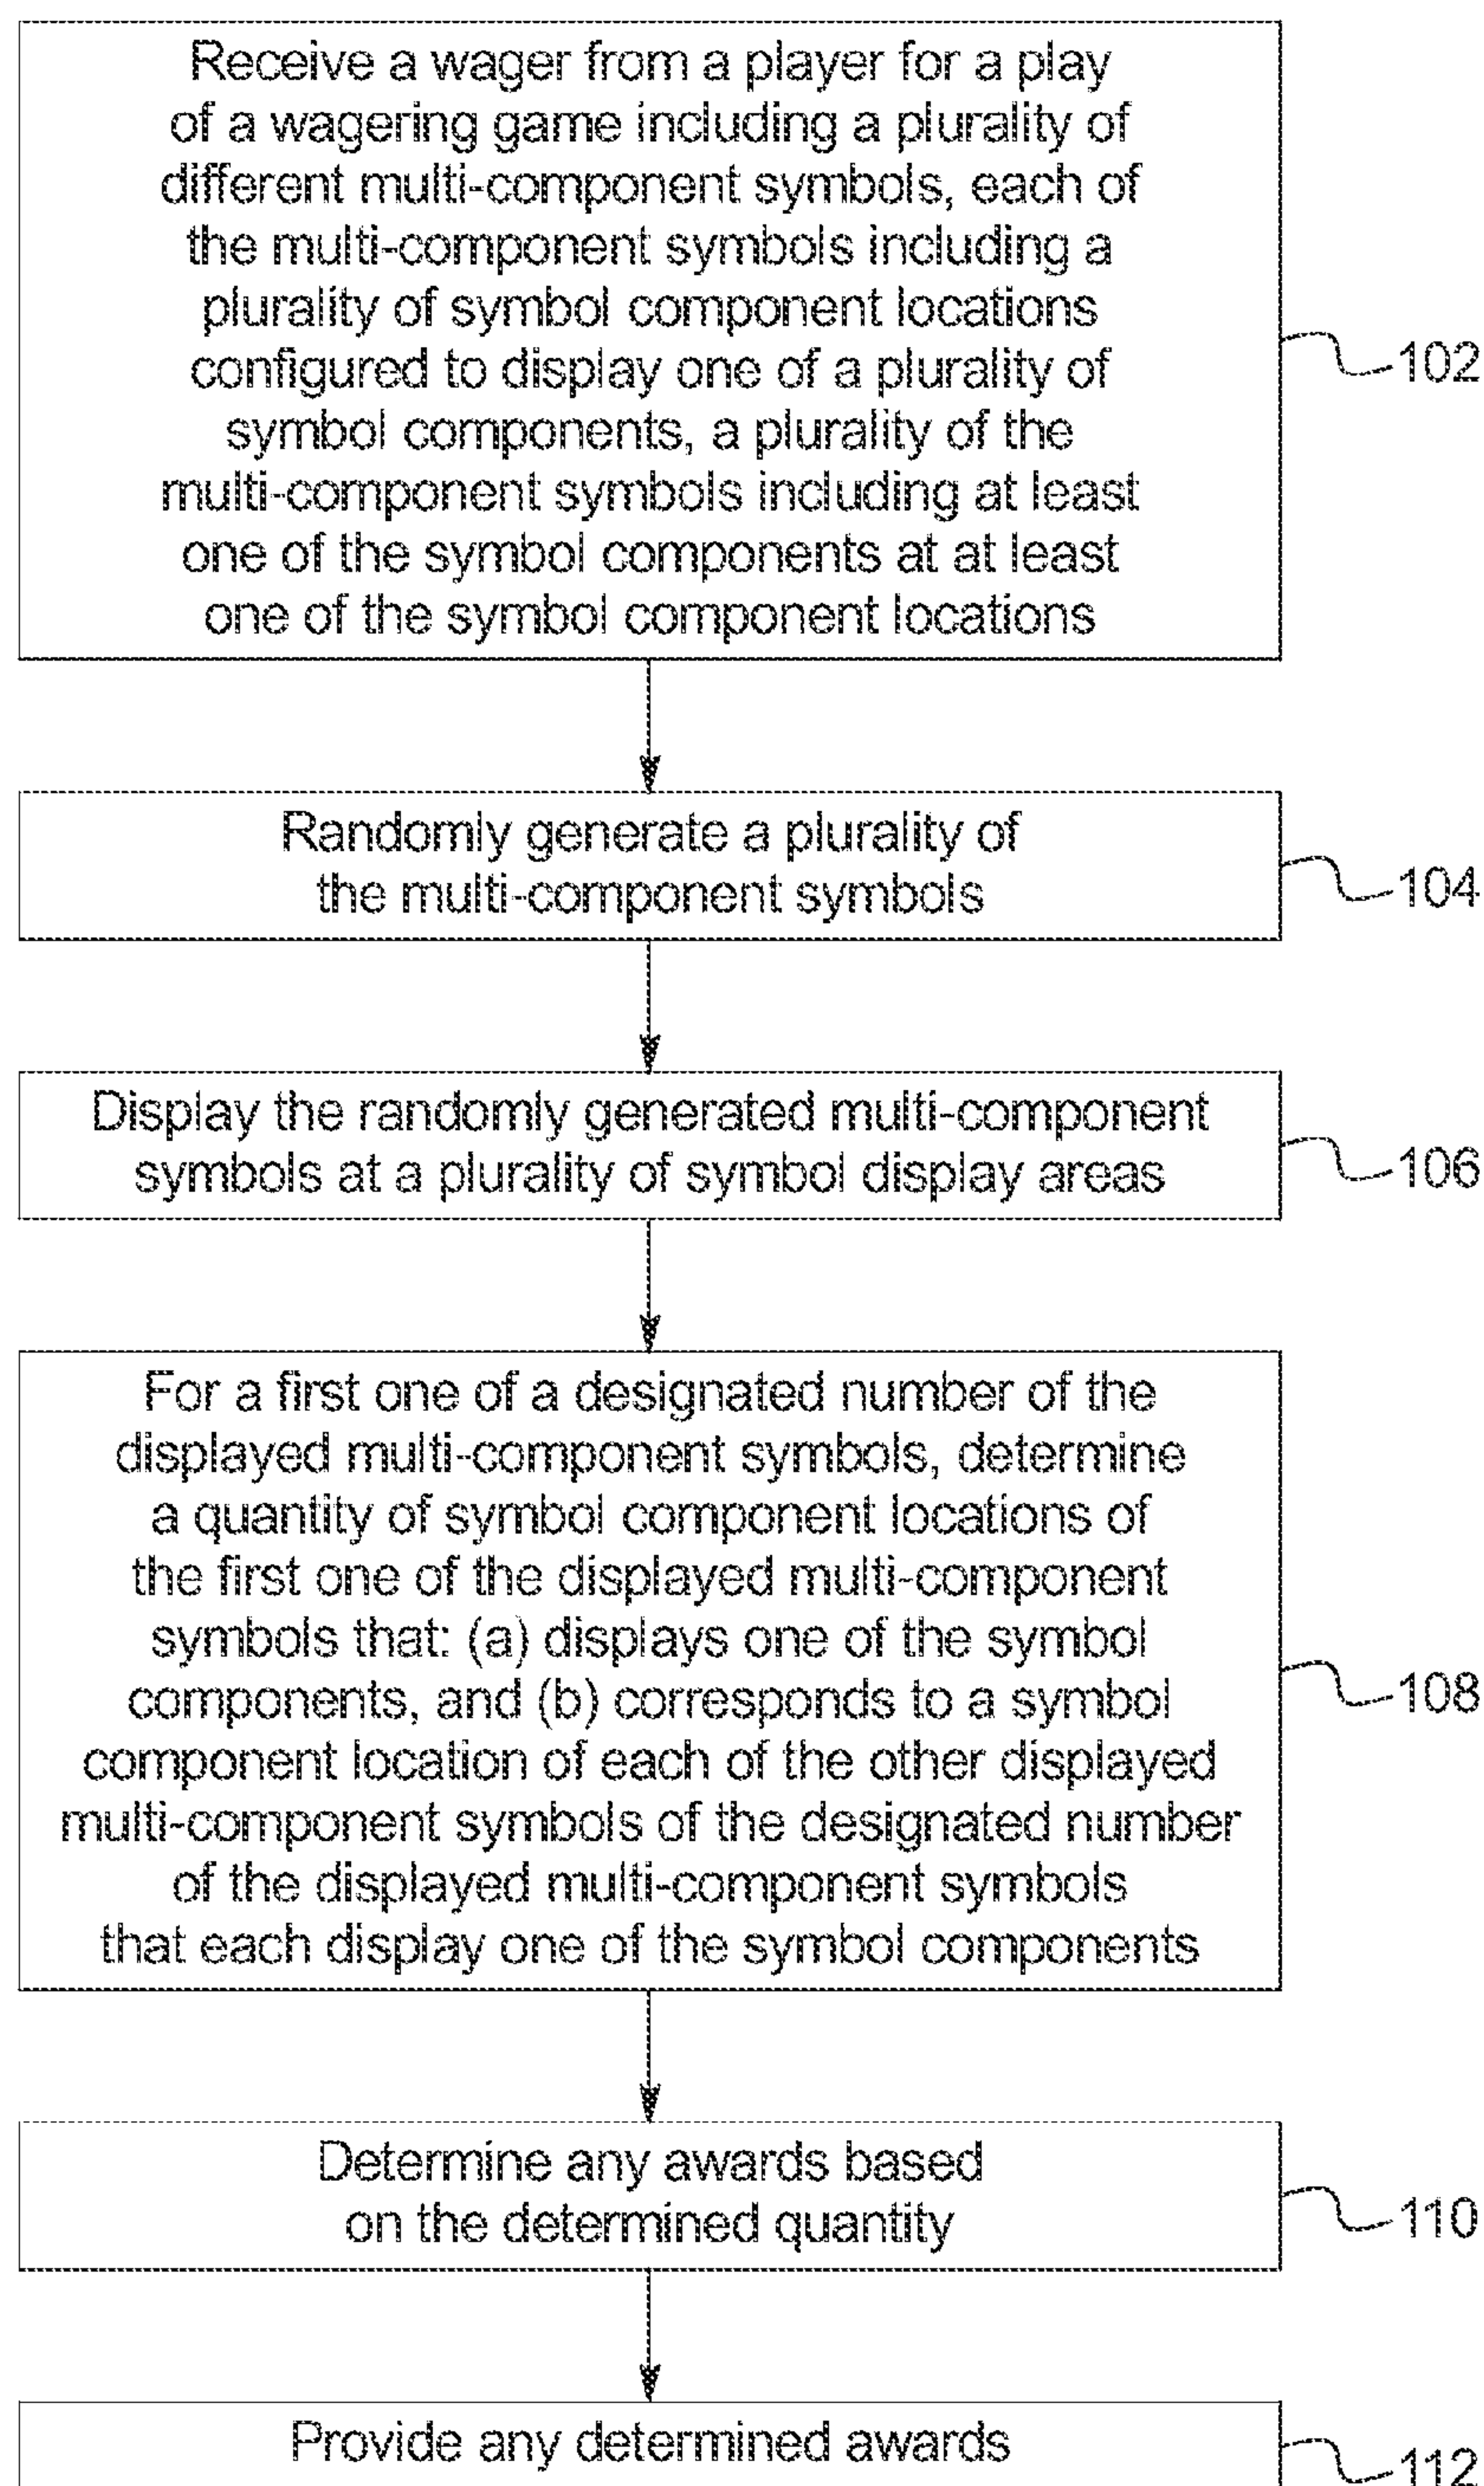 Receive a wager from a player for a play
of a wagering game including a plurality of
different multi-component symbols, each of
the multi-component symbols including a
plurality of symbol component locations
configured to display one of a plurality of
symbol components, a plurality of the
multi-component symbols including at least
one of the symbol components at at least
one of the symbol component locations
102
Randomly generate a plurality of
the multi-component symbols
104
Display the randomly generated multi-component
symbols at a plurality of symbol display areas
106
For a first one of a designated number of the
displayed multi-component symbols, determine
a quantity of symbol component locations of
the first one of the displayed multi-component
symbols that: (a) displays one of the symbol
components, and (b) corresponds to a symbol
component location of each of the other displayed
multi-component symbols of the designated number
of the displayed multi-component symbols
that each display one of the symbol components
108
Determine any awards based
on the determined quantity
110
Provide any determined awards
112